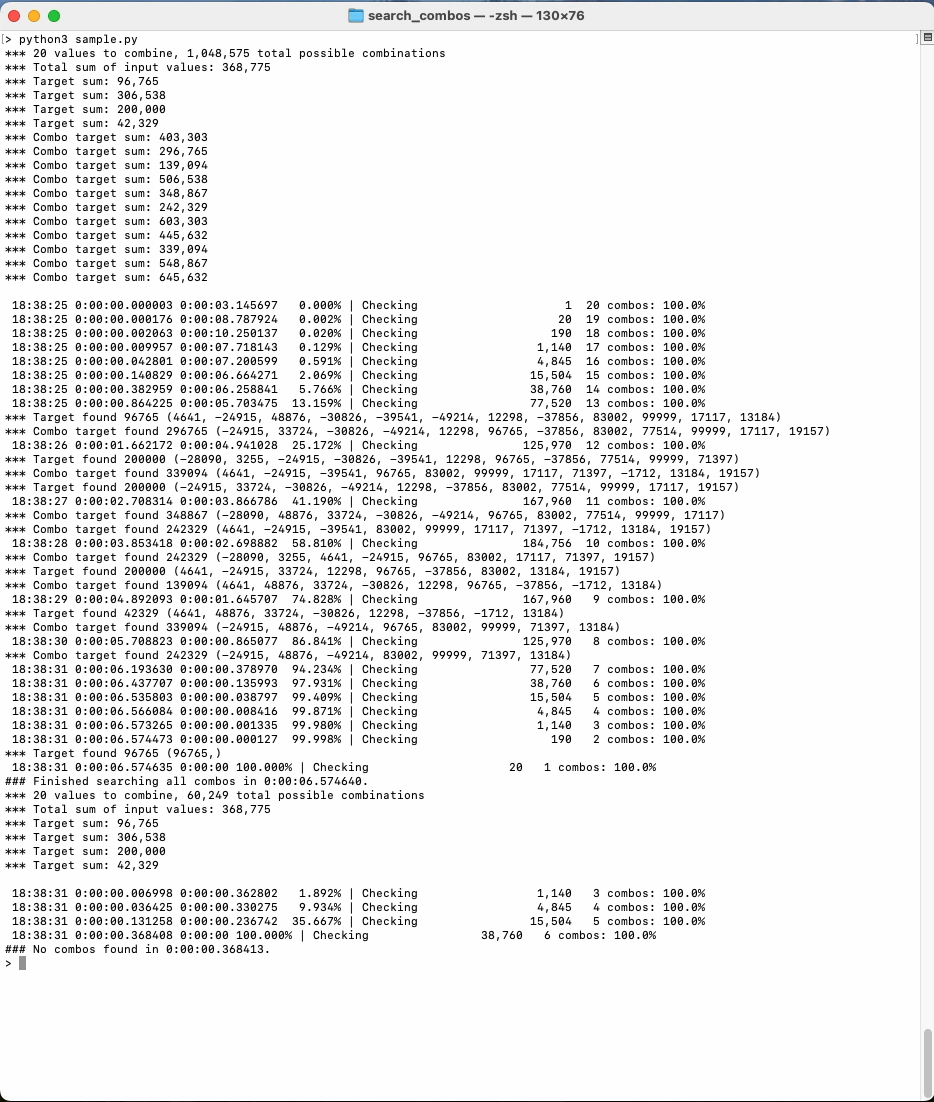 search_combos — -zsh — 130×76
[> python3 sample.py ]
*** 20 values to combine, 1,048,575 total possible combinations
*** Total sum of input values: 368,775
*** Target sum: 96,765
*** Target sum: 306,538
*** Target sum: 200,000
*** Target sum: 42,329
*** Combo target sum: 403,303
*** Combo target sum: 296,765
*** Combo target sum: 139,094
*** Combo target sum: 506,538
*** Combo target sum: 348,867
*** Combo target sum: 242,329
*** Combo target sum: 603,303
*** Combo target sum: 445,632
*** Combo target sum: 339,094
*** Combo target sum: 548,867
*** Combo target sum: 645,632
18:38:25 0:00:00.000003 0:00:03.145697 0.000% | Checking 1 20 combos: 100.0%
18:38:25 0:00:00.000176 0:00:08.787924 0.002% | Checking 20 19 combos: 100.0%
18:38:25 0:00:00.002063 0:00:10.250137 0.020% | Checking 190 18 combos: 100.0%
18:38:25 0:00:00.009957 0:00:07.718143 0.129% | Checking 1,140 17 combos: 100.0%
18:38:25 0:00:00.042801 0:00:07.200599 0.591% | Checking 4,845 16 combos: 100.0%
18:38:25 0:00:00.140829 0:00:06.664271 2.069% | Checking 15,504 15 combos: 100.0%
18:38:25 0:00:00.382959 0:00:06.258841 5.766% | Checking 38,760 14 combos: 100.0%
18:38:25 0:00:00.864225 0:00:05.703475 13.159% | Checking 77,520 13 combos: 100.0%
*** Target found 96765 (4641, -24915, 48876, -30826, -39541, -49214, 12298, -37856, 83002, 99999, 17117, 13184)
*** Combo target found 296765 (-24915, 33724, -30826, -49214, 12298, 96765, -37856, 83002, 77514, 99999, 17117, 19157)
18:38:26 0:00:01.662172 0:00:04.941028 25.172% | Checking 125,970 12 combos: 100.0%
*** Target found 200000 (-28090, 3255, -24915, -30826, -39541, 12298, 96765, -37856, 77514, 99999, 71397)
*** Combo target found 339094 (4641, -24915, -39541, 96765, 83002, 99999, 17117, 71397, -1712, 13184, 19157)
*** Target found 200000 (-24915, 33724, -30826, -49214, 12298, -37856, 83002, 77514, 99999, 17117, 19157)
18:38:27 0:00:02.708314 0:00:03.866786 41.190% | Checking 167,960 11 combos: 100.0%
*** Combo target found 348867 (-28090, 48876, 33724, -30826, -49214, 96765, 83002, 77514, 99999, 17117)
*** Combo target found 242329 (4641, -24915, -39541, 83002, 99999, 17117, 71397, -1712, 13184, 19157)
18:38:28 0:00:03.853418 0:00:02.698882 58.810% | Checking 184,756 10 combos: 100.0%
*** Combo target found 242329 (-28090, 3255, 4641, -24915, 96765, 83002, 17117, 71397, 19157)
*** Target found 200000 (4641, -24915, 33724, 12298, 96765, -37856, 83002, 13184, 19157)
*** Combo target found 139094 (4641, 48876, 33724, -30826, 12298, 96765, -37856, -1712, 13184)
18:38:29 0:00:04.892093 0:00:01.645707 74.828% | Checking 167,960 9 combos: 100.0%
*** Target found 42329 (4641, 48876, 33724, -30826, 12298, -37856, -1712, 13184)
*** Combo target found 339094 (-24915, 48876, -49214, 96765, 83002, 99999, 71397, 13184)
18:38:30 0:00:05.708823 0:00:00.865077 86.841% | Checking 125,970 8 combos: 100.0%
*** Combo target found 242329 (-24915, 48876, -49214, 83002, 99999, 71397, 13184)
18:38:31 0:00:06.193630 0:00:00.378970 94.234% | Checking 77,520 7 combos: 100.0%
18:38:31 0:00:06.437707 0:00:00.135993 97.931% | Checking 38,760 6 combos: 100.0%
18:38:31 0:00:06.535803 0:00:00.038797 99.409% | Checking 15,504 5 combos: 100.0%
18:38:31 0:00:06.566084 0:00:00.008416 99.871% | Checking 4,845 4 combos: 100.0%
18:38:31 0:00:06.573265 0:00:00.001335 99.980% | Checking 1,140 3 combos: 100.0%
18:38:31 0:00:06.574473 0:00:00.000127 99.998% | Checking 190 2 combos: 100.0%
*** Target found 96765 (96765,)
18:38:31 0:00:06.574635 0:00:00 100.000% | Checking 20 1 combos: 100.0%
### Finished searching all combos in 0:00:06.574640.
*** 20 values to combine, 60,249 total possible combinations
*** Total sum of input values: 368,775
*** Target sum: 96,765
*** Target sum: 306,538
*** Target sum: 200,000
*** Target sum: 42,329
18:38:31 0:00:00.006998 0:00:00.362802 1.892% | Checking 1,140 3 combos: 100.0%
18:38:31 0:00:00.036425 0:00:00.330275 9.934% | Checking 4,845 4 combos: 100.0%
18:38:31 0:00:00.131258 0:00:00.236742 35.667% | Checking 15,504 5 combos: 100.0%
18:38:31 0:00:00.368408 0:00:00 100.000% | Checking 38,760 6 combos: 100.0%
### No combos found in 0:00:00.368413.
>